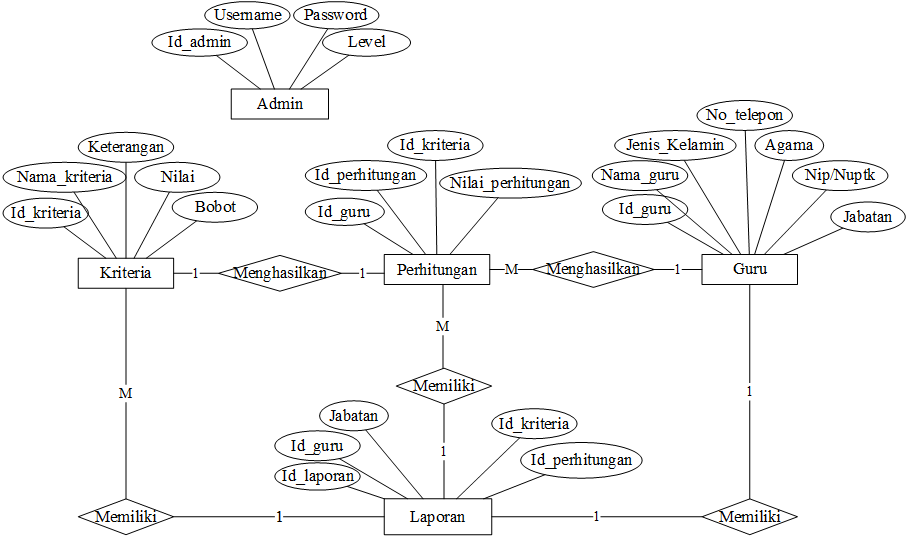 Username
Password
Id_admin
Level
Admin
No_telepon
Keterangan
Id_kriteria
Jenis_Kelamin
Agama
Nama_kriteria
Nilai
Id_perhitungan
Nilai_perhitungan
Nama_guru
Nip/Nuptk
Id_kriteria
Bobot
Id_guru
Id_guru
Jabatan
Kriteria
1
Menghasilkan
1
Perhitungan
M
Menghasilkan
1
Guru
M
M
Memiliki
1
Jabatan
Id_kriteria
Id_guru
1
Id_perhitungan
Id_laporan
Memiliki
1
Laporan
1
Memiliki